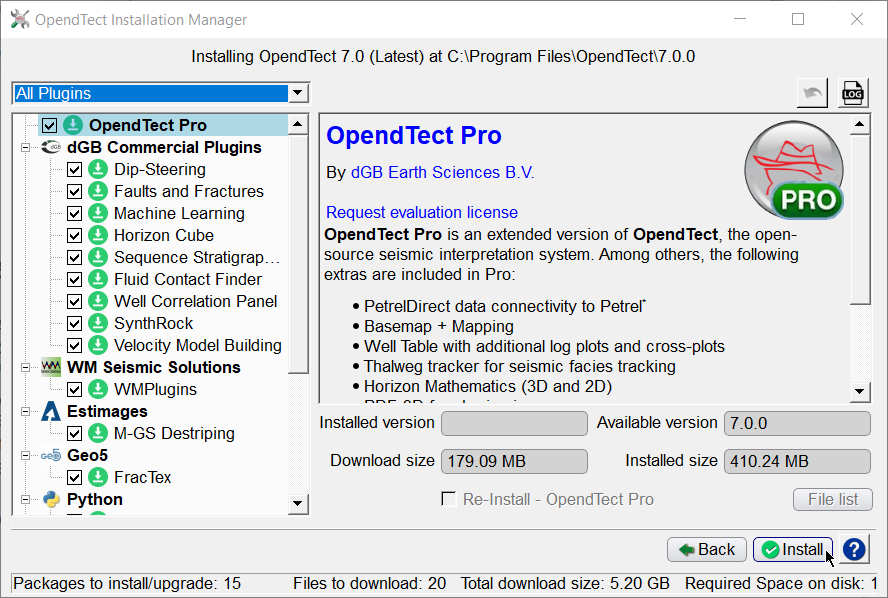 OpendTect Installation Manager
Installing OpendTect 7.0 (Latest) at C:\Program Files\OpendTect\7.0.0
All Plugins
LOG
OpendTect Pro
dGB Commercial Plugins
Dip-Steering
Faults and Fractures
Machine Learning
Horizon Cube
Sequence Stratigrap...
Fluid Contact Finder
Well Correlation Panel
SynthRock
Velocity Model Building
WM Seismic Solutions
WMPlugins
Estimages
M-GS Destriping
Geo5
FracTex
Python
OpendTect Pro
By dGB Earth Sciences B.V.
PRO
Request evaluation license
OpendTect Pro is an extended version of OpendTect, the open-
source seismic interpretation system. Among others, the following
extras are included in Pro:
• PetrelDirect data connectivity to Petrel*
• Basemap + Mapping
• Well Table with additional log plots and cross-plots
• Thalweg tracker for seismic facies tracking
• Horizon Mathematics (3D and 2D)
Installed version
Available version 7.0.0
Download size 179.09 MB
Installed size 410.24 MB
Re-Install - OpendTect Pro
File list
Back
Install
?
Packages to install/upgrade: 15 Files to download: 20 Total download size: 5.20 GB Required Space on disk: 1